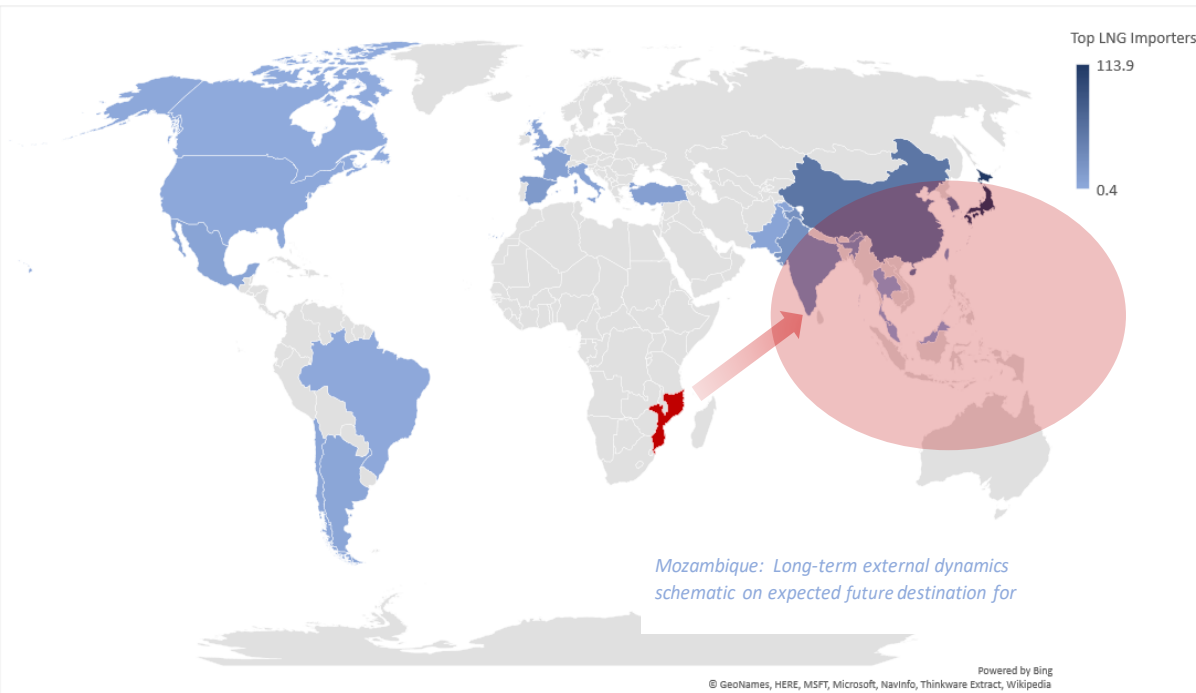 Top LNG Importers
113.9
0.4
Mozambique: Long-term external dynamics
schematic on expected future destination for
Powered by Bing
© GeoNames, HERE, MSFT, Microsoft, NavInfo, Thinkware Extract, Wikipedia